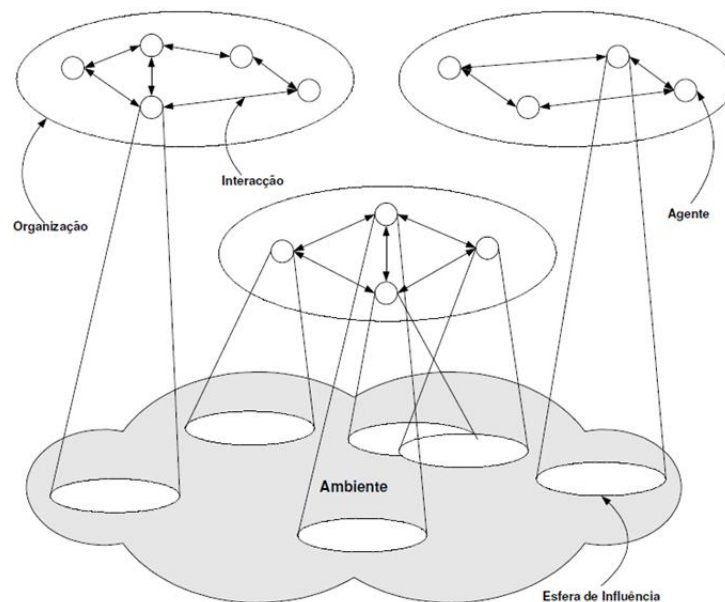 Interacção
Organização
Agente
Ambiente
Esfera de Influência